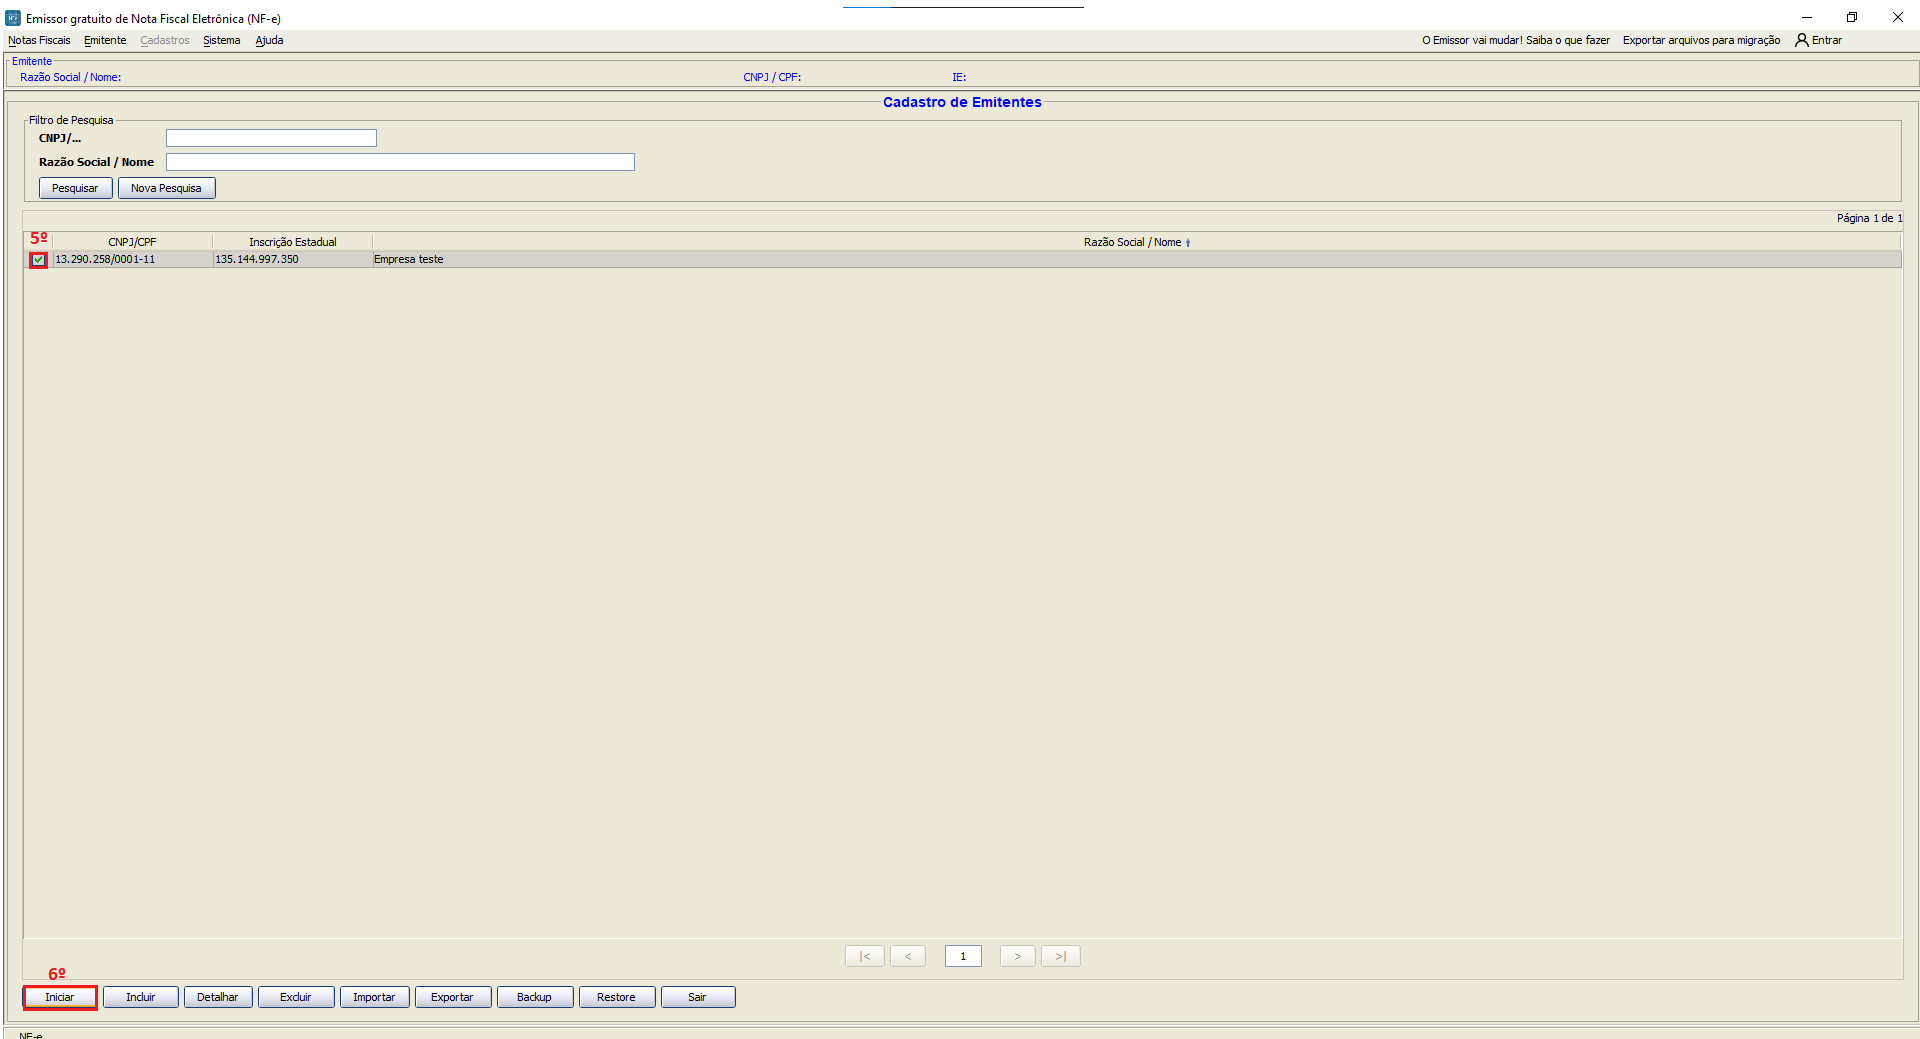 Emissor gratuito de Nota Fiscal Eletrônica (NF-e)
Notas Fiscais Emitente Cadastros Sistema Ajuda O Emissor vai mudar! Saiba o que fazer Exportar arquivos para migração Entrar
Emitente
Razão Social / Nome: CNPJ / CPF: IE:
Cadastro de Emitentes
Filtro de Pesquisa
CNPJ/...
Razão Social / Nome
Pesquisar Nova Pesquisa
Página 1 de 1
5º CNPJ/CPF Inscrição Estadual Razão Social / Nome
13.290.258/0001-11 135.144.997.350 Empresa teste
|< < 1 > >|
6º
Iniciar Incluir Detalhar Excluir Importar Exportar Backup Restore Sair
NF-e